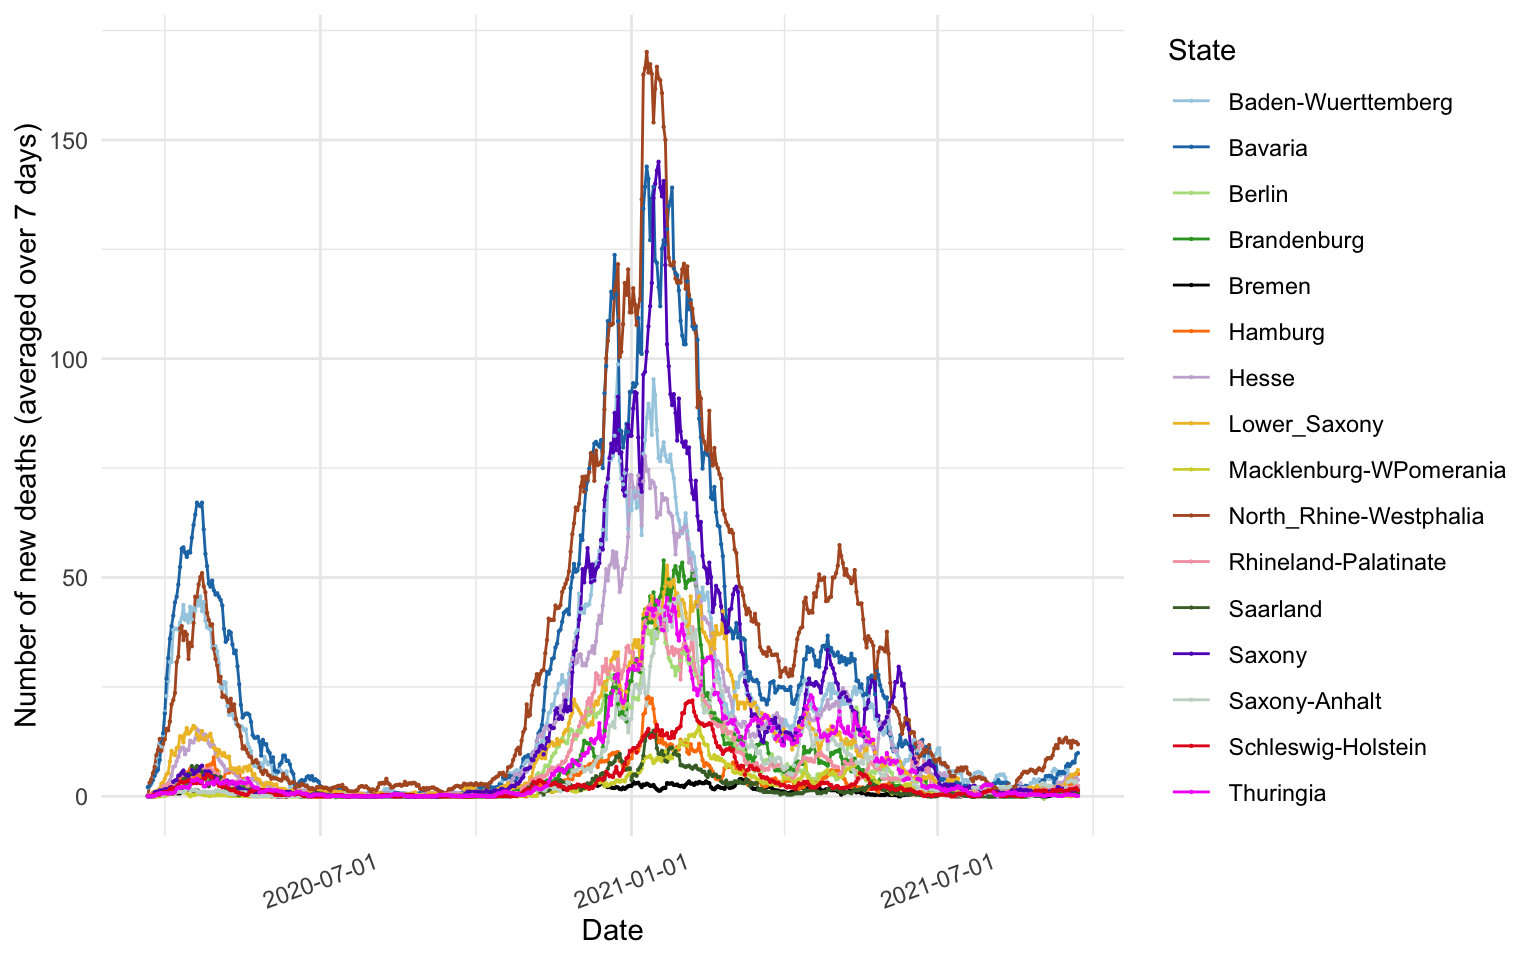 Number of new deaths (averaged over 7 days)
150
100
50
0
2020-07-01
2021-01-01
2021-07-01
Date
State
Baden-Wuerttemberg
Bavaria
Berlin
Brandenburg
Bremen
Hamburg
Hesse
Lower_Saxony
Macklenburg-WPomerania
North_Rhine-Westphalia
Rhineland-Palatinate
Saarland
Saxony
Saxony-Anhalt
Schleswig-Holstein
Thuringia